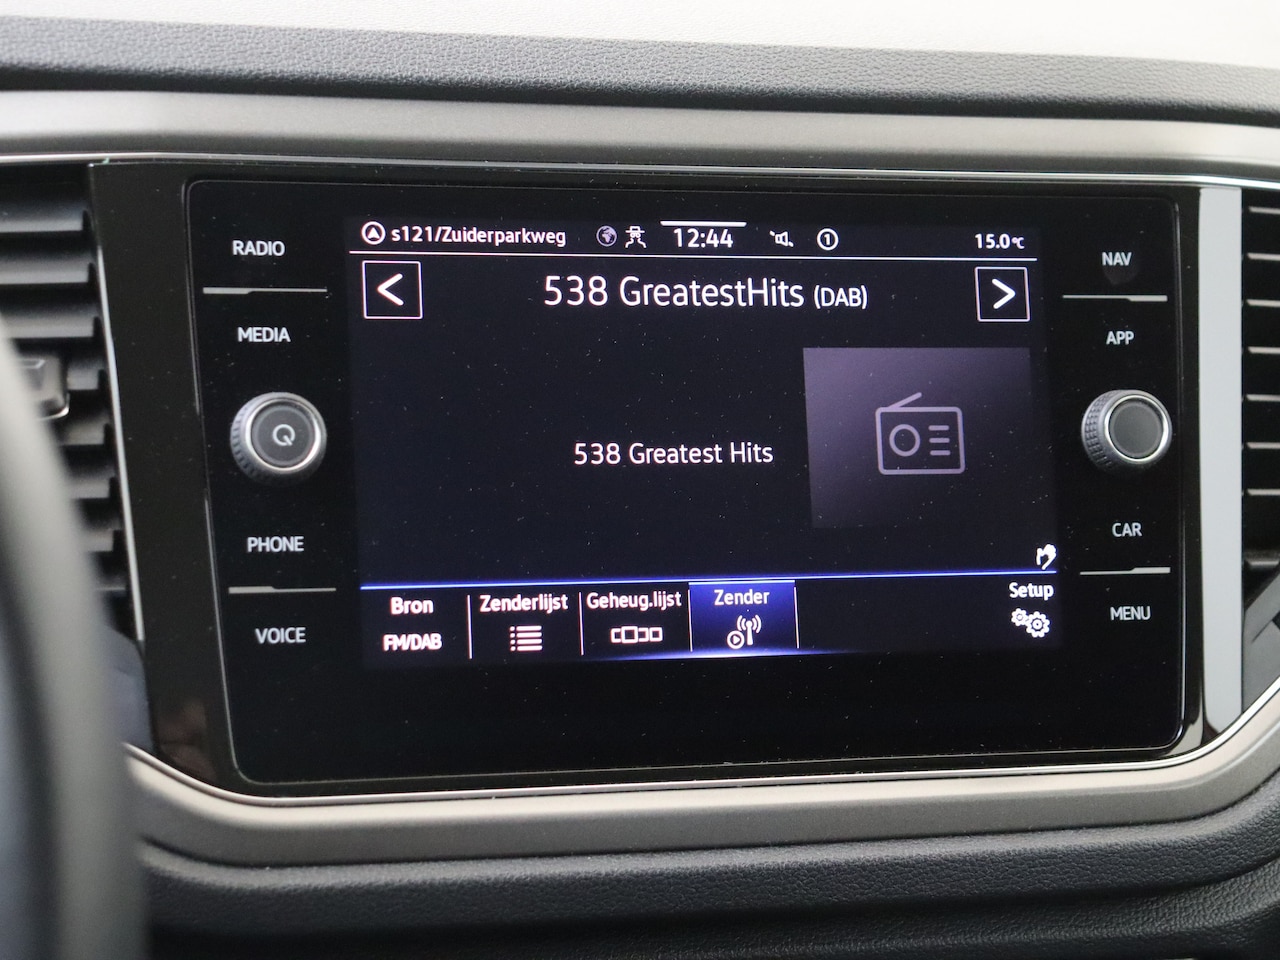 RADIO
MEDIA
PHONE
VOICE
s121/Zuiderparkweg 12:44 1 15.0°C
538 GreatestHits (DAB)
538 Greatest Hits
Bron
FM/DAB
Zenderlijst
Geheug.lijst
Zender
Setup
NAV
APP
CAR
MENU